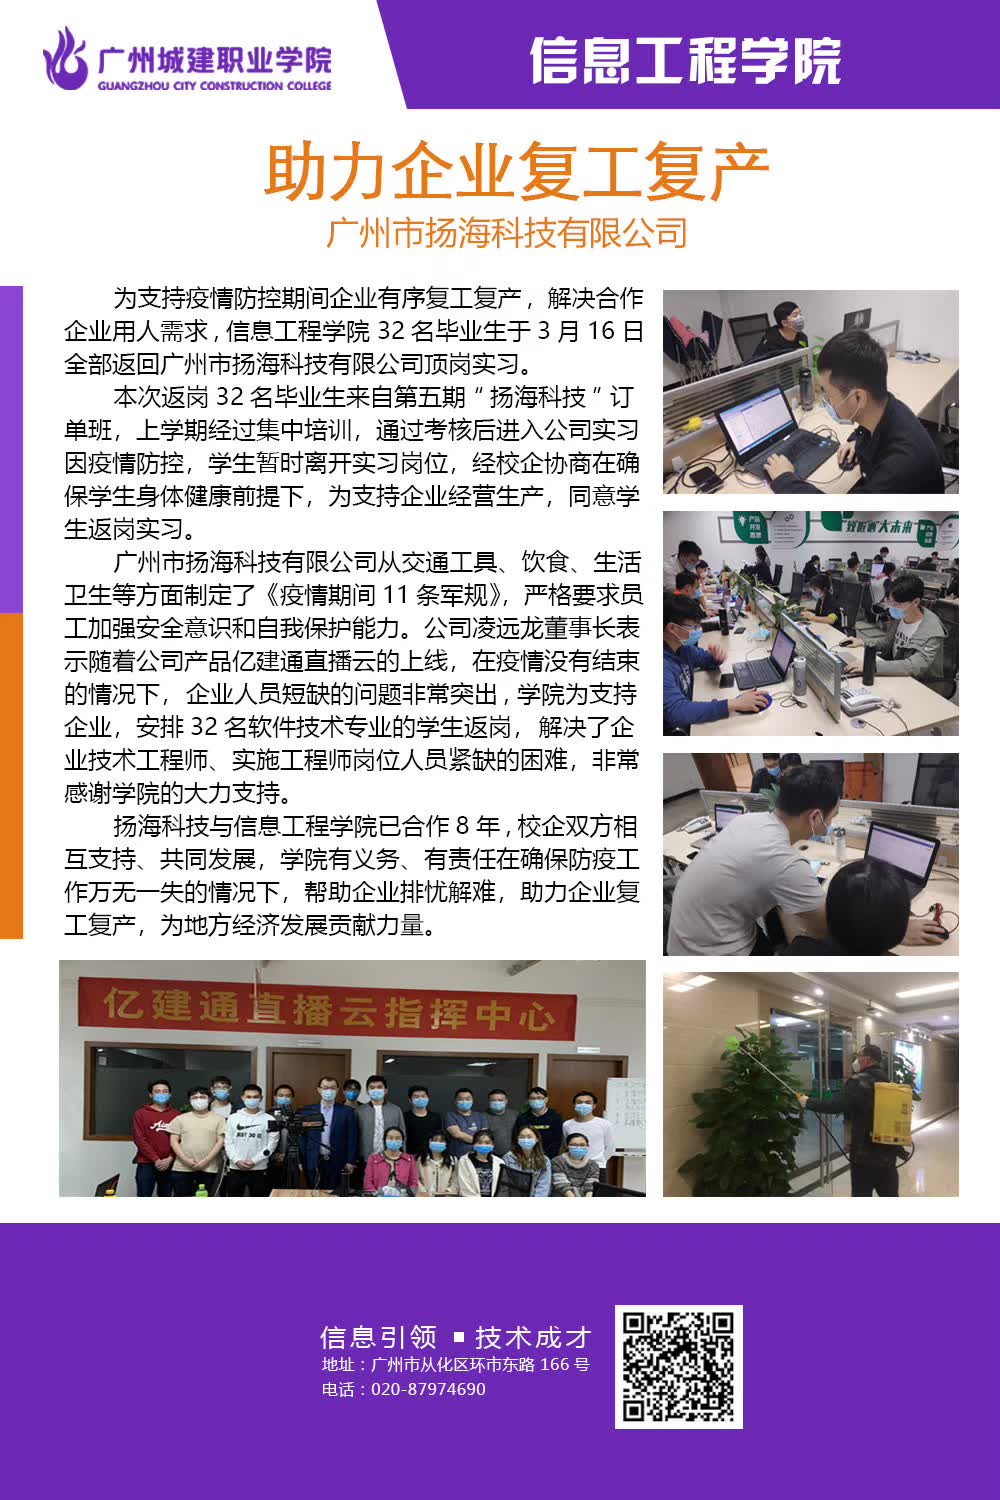 广州城建职业学院
GUANGZHOU CITY CONSTRUCTION COLLEGE
信息工程学院
助力企业复工复产
广州市扬海科技有限公司
为支持疫情防控期间企业有序复工复产，解决合作
企业用人需求，信息工程学院 32 名毕业生于 3 月 16 日
全部返回广州市扬海科技有限公司顶岗实习。
本次返岗 32 名毕业生来自第五期 “ 扬海科技 ” 订
单班，上学期经过集中培训，通过考核后进入公司实习
因疫情防控，学生暂时离开实习岗位，经校企协商在确
保学生身体健康前提下，为支持企业经营生产，同意学
生返岗实习。
广州市扬海科技有限公司从交通工具、饮食、生活
卫生等方面制定了《疫情期间 11 条军规》，严格要求员
工加强安全意识和自我保护能力。公司凌远龙董事长表
示随着公司产品亿建通直播云的上线，在疫情没有结束
的情况下，企业人员短缺的问题非常突出，学院为支持
企业，安排 32 名软件技术专业的学生返岗，解决了企
业技术工程师、实施工程师岗位人员紧缺的困难，非常
感谢学院的大力支持。
扬海科技与信息工程学院已合作 8 年，校企双方相
互支持、共同发展，学院有义务、有责任在确保防疫工
作万无一失的情况下，帮助企业排忧解难，助力企业复
工复产，为地方经济发展贡献力量。
亿建通直播云指挥中心
JUST DO IT.
信息引领 ▪ 技术成才
地址：广州市从化区环市东路 166 号
电话：020-87974690